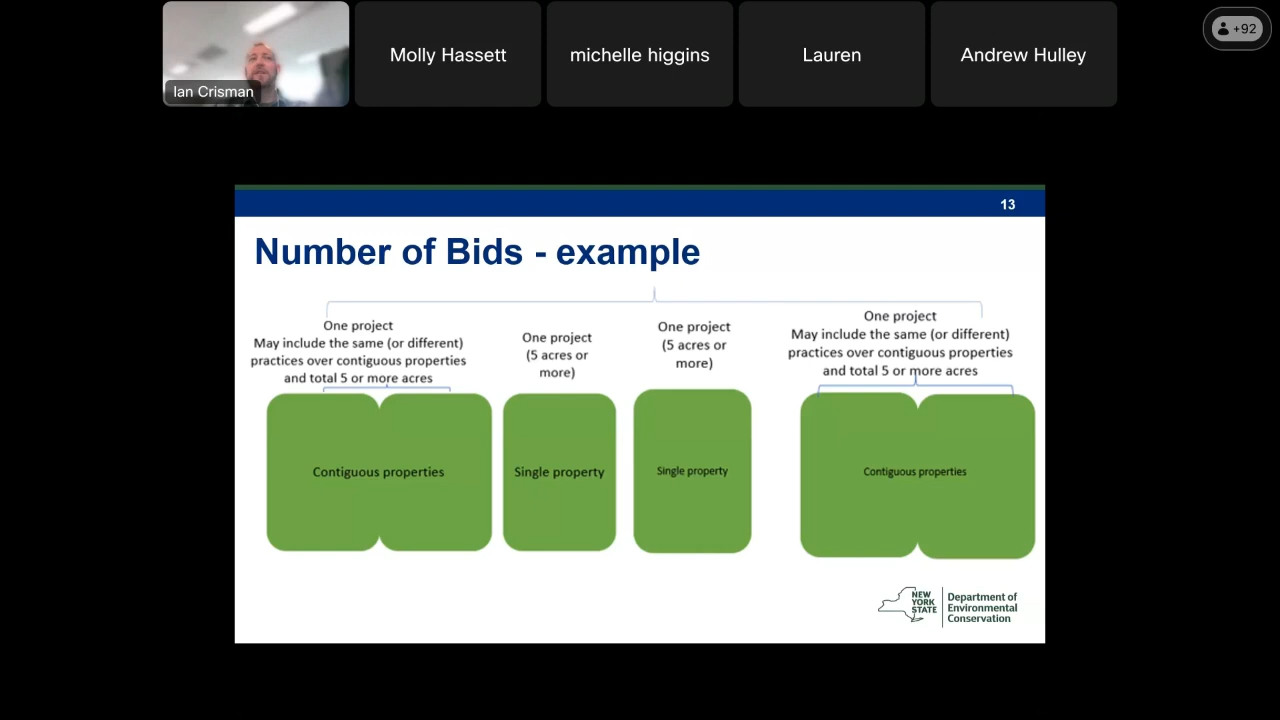 Ian Crisman
Molly Hassett
michelle higgins
Lauren
Andrew Hulley
+92
13
Number of Bids - example
One project
May include the same (or different)
practices over contiguous properties
and total 5 or more acres
One project
(5 acres or
more)
One project
(5 acres or
more)
One project
May include the same (or different)
practices over contiguous properties
and total 5 or more acres
Contiguous properties
Single property
Single property
Contiguous properties
NEW
YORK
STATE
Department of
Environmental
Conservation